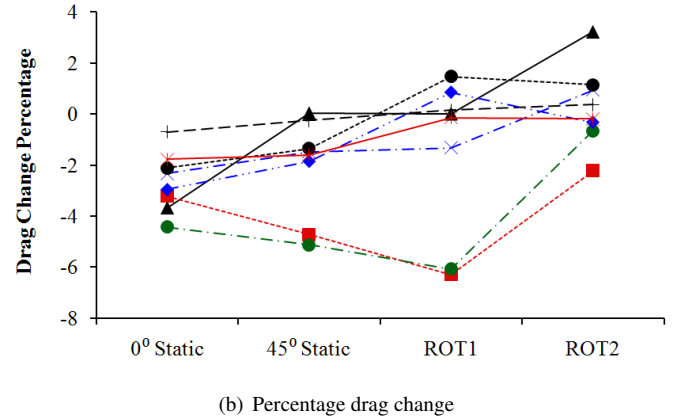 4
2
0
-2
-4
-6
-8
Drag Change Percentage
0⁰ Static 45⁰ Static ROT1 ROT2
(b) Percentage drag change